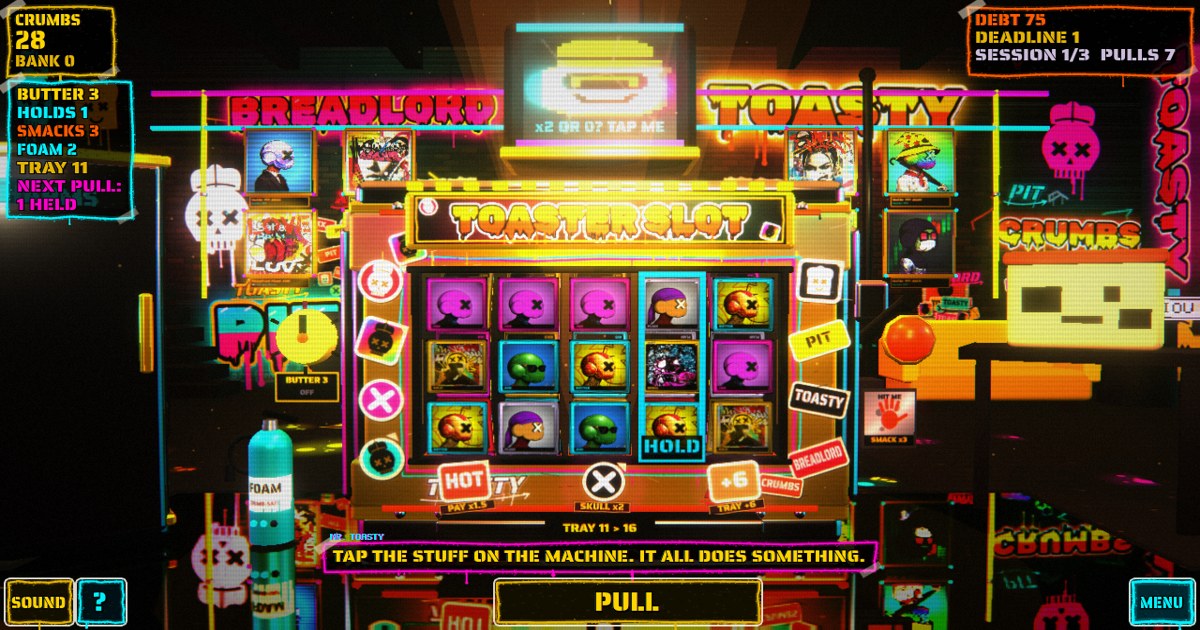 CRUMBS
28
BANK 0
BUTTER 3
HOLDS 1
SMACKS 3
FOAM 2
TRAY 11
NEXT PULL:
1 HELD
DEBT 75
DEADLINE 1
SESSION 1/3 PULLS 7
x2 OR 0? TAP ME
BREADLORD
TOASTY
TOASTY
PIT
CRUMBS
TOASTER SLOT
PIT
TOASTY
BREADLORD
CRUMBS
BUTTER 3
OFF
HIT ME
SMACK x3
TOASTY
HOLD
FOAM
HOT
PAY x1.5
SKULL x2
+6
TRAY +6
TRAY 11 > 16
MR. TOASTY
TAP THE STUFF ON THE MACHINE. IT ALL DOES SOMETHING.
SOUND
?
PULL
MENU